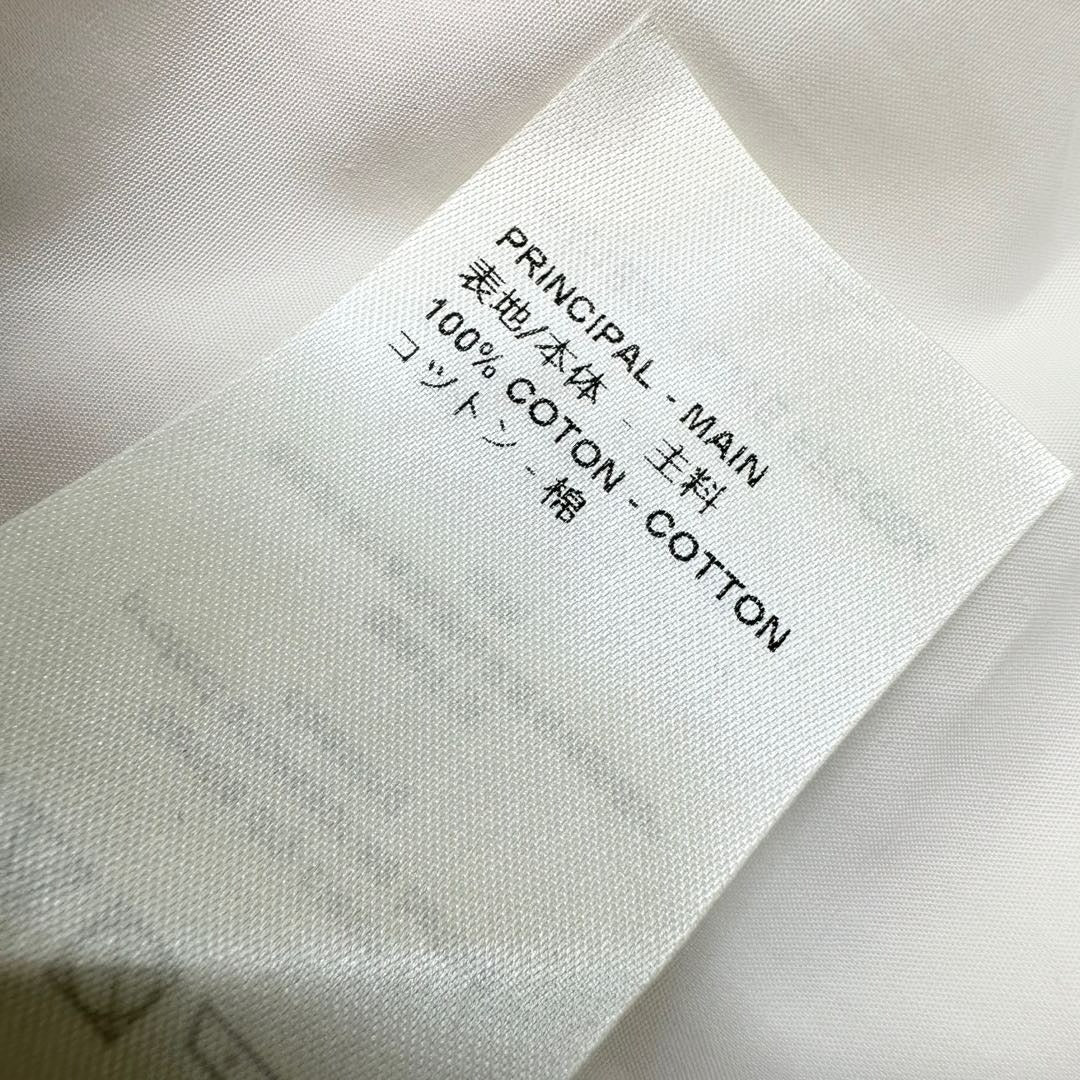 PRINCIPAL - MAIN
表地/本体 - 主料
100% COTON - COTTON
コットン - 棉